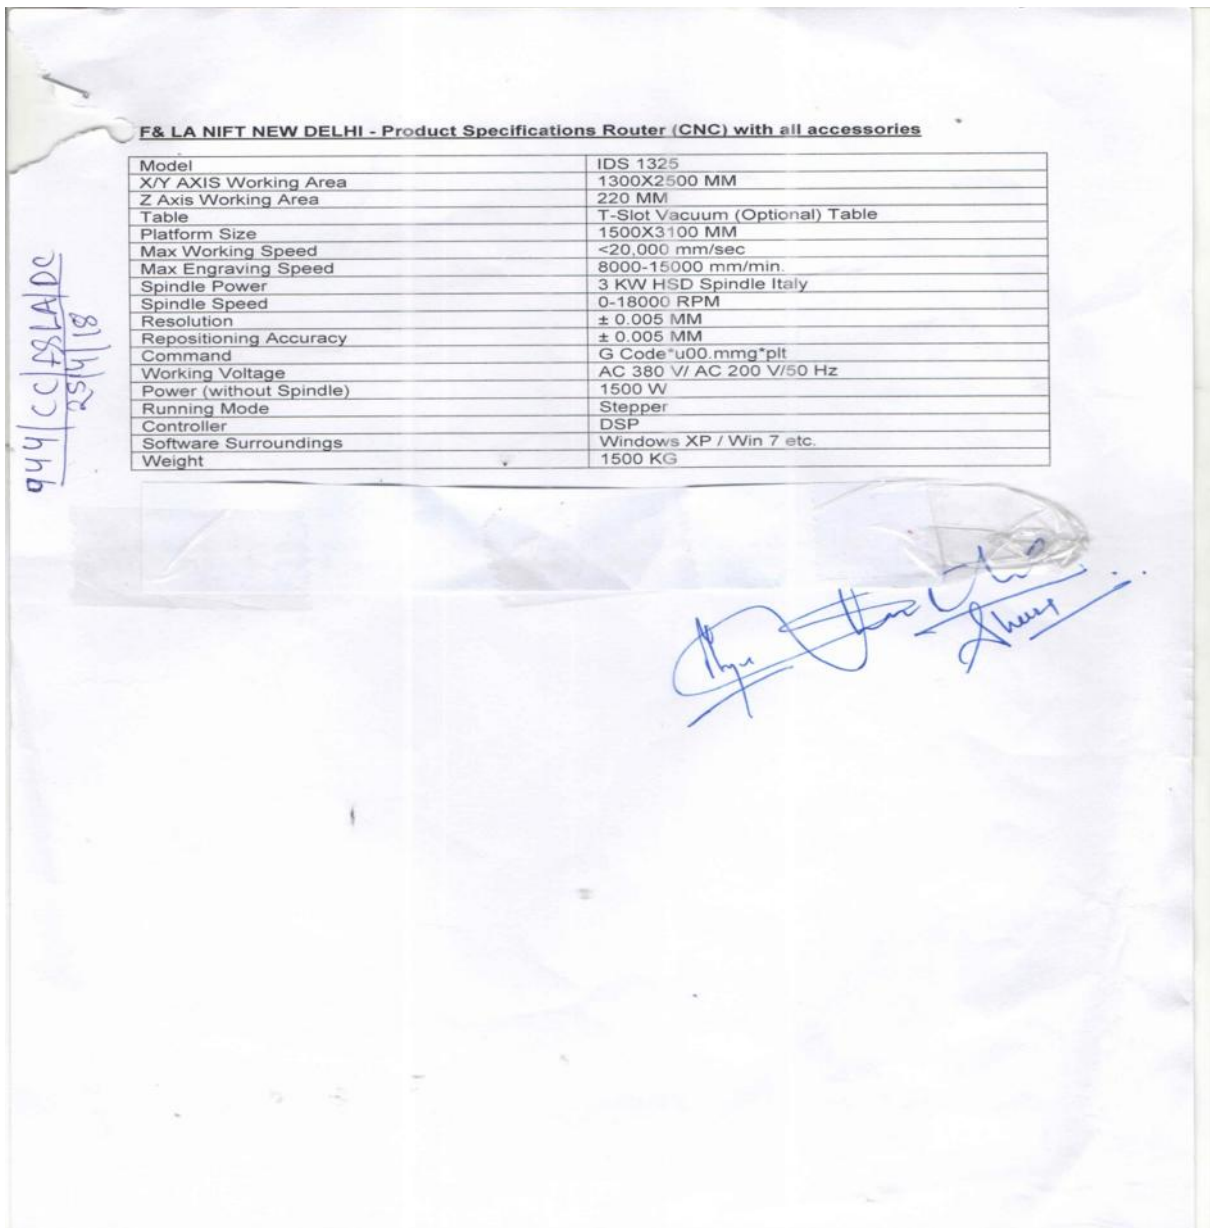 F& LA NIFT NEW DELHI - Product Specifications Router (CNC) with all accessories
Model IDS 1325
X/Y AXIS Working Area 1300X2500 MM
Z Axis Working Area 220 MM
Table T-Slot Vacuum (Optional) Table
Platform Size 1500X3100 MM
Max Working Speed <20,000 mm/sec
Max Engraving Speed 8000-15000 mm/min.
Spindle Power 3 KW HSD Spindle Italy
Spindle Speed 0-18000 RPM
Resolution ± 0.005 MM
Repositioning Accuracy ± 0.005 MM
Command G Code*u00.mmg*plt
Working Voltage AC 380 V/ AC 200 V/50 Hz
Power (without Spindle) 1500 W
Running Mode Stepper
Controller DSP
Software Surroundings Windows XP / Win 7 etc.
Weight 1500 KG
944/CC/F&LA/DC
25/4/18